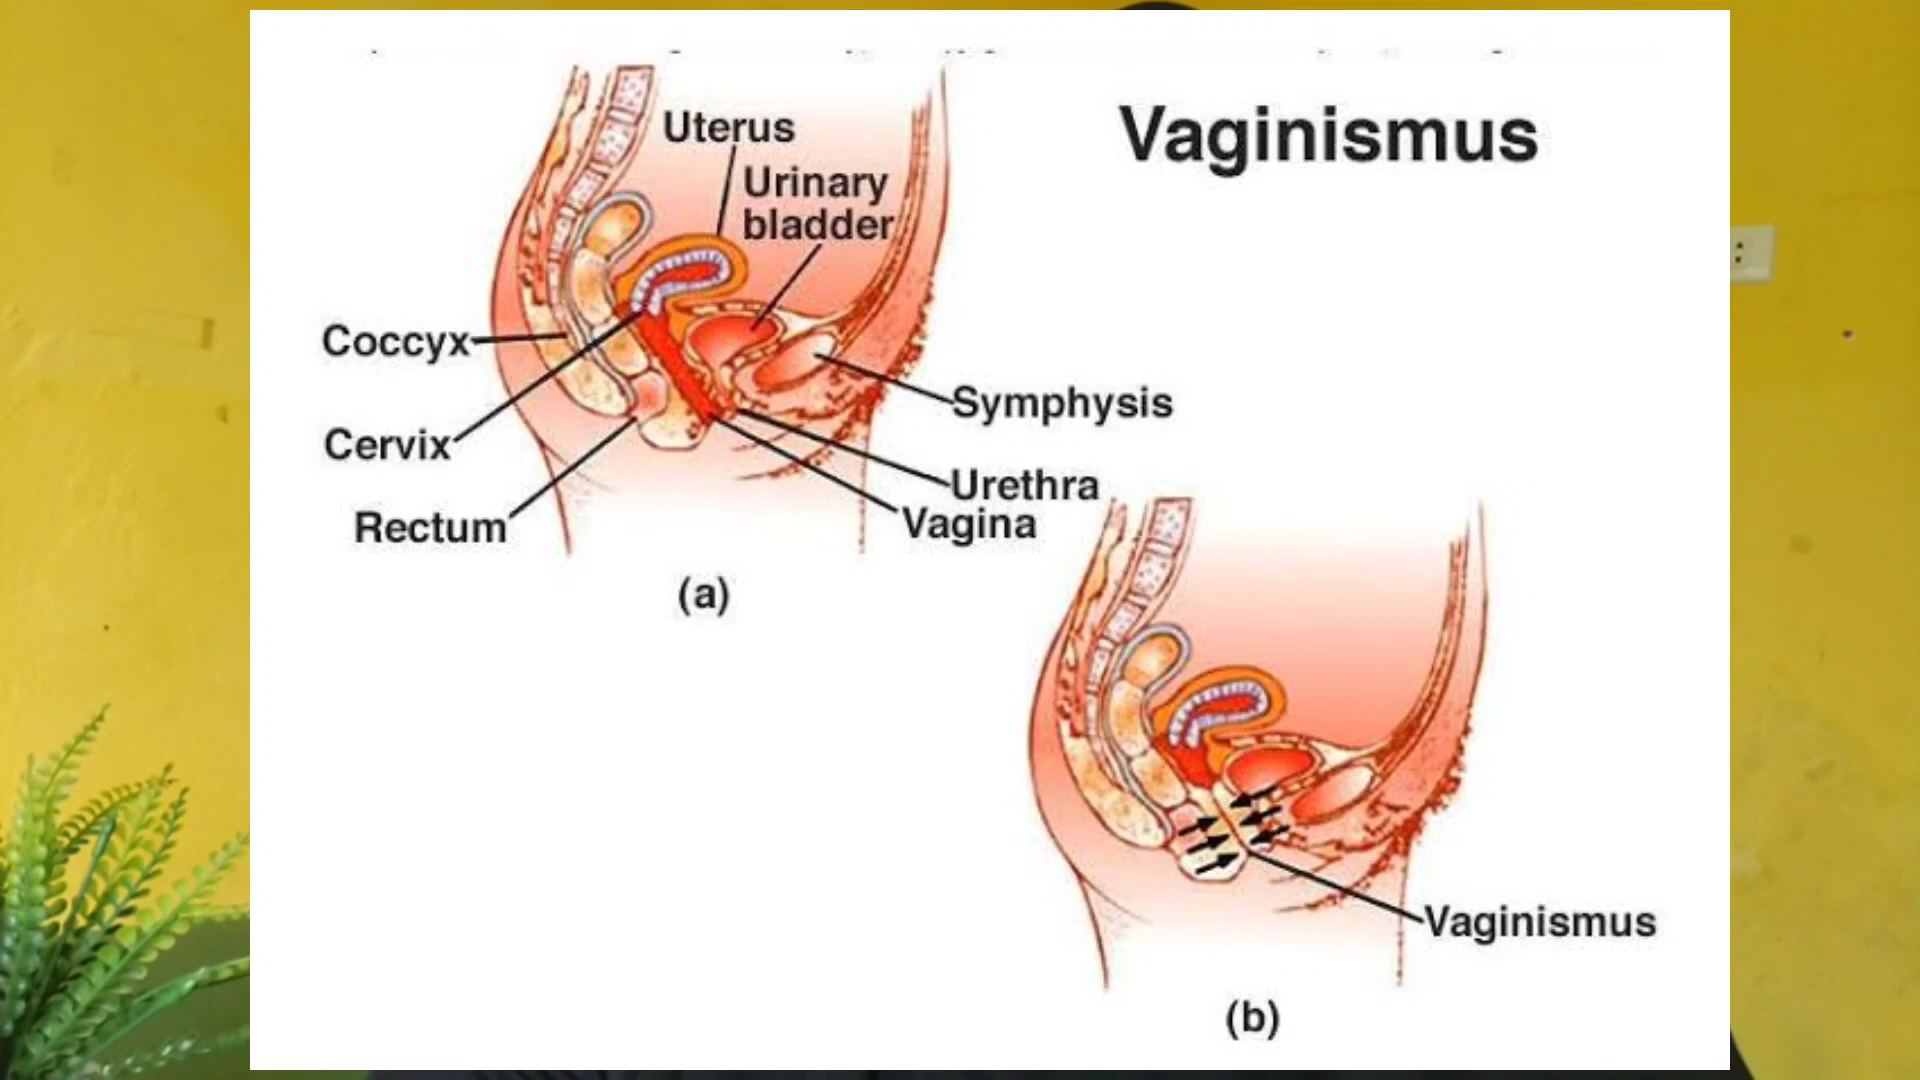 Vaginismus
Uterus
Urinary
bladder
Coccyx
Cervix
Rectum
Symphysis
Urethra
Vagina
(a)
Vaginismus
(b)